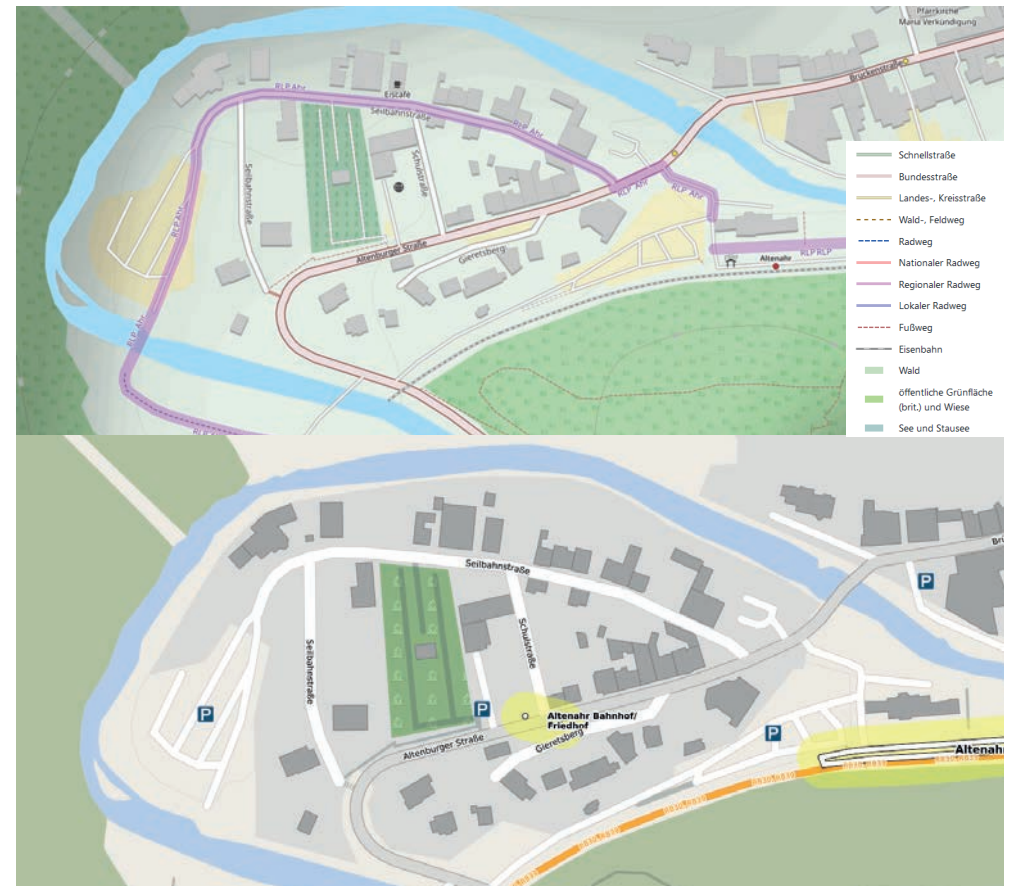 Pfarrkirche
Maria Verkündigung
Brückenstraße
RLP Ahr
Eiscafe
Seilbahnstraße
RLP Ahr
Schulstraße
Seilbahnstraße
RLP Ahr
RLP Ahr
RLP Ahr
Altenburger Straße
Gieretsberg
RLP RLP
Altenahr
RLP Ahr
Schnellstraße
Bundesstraße
Landes-, Kreisstraße
Wald-, Feldweg
Radweg
Nationaler Radweg
Regionaler Radweg
Lokaler Radweg
Fußweg
Eisenbahn
Wald
öffentliche Grünfläche
(brit.) und Wiese
See und Stausee
Seilbahnstraße
P
Schulstraße
Seilbahnstraße
P
P
Altenahr Bahnhof/
Friedhof
Altenburger Straße
Gieretsberg
P
Altenah